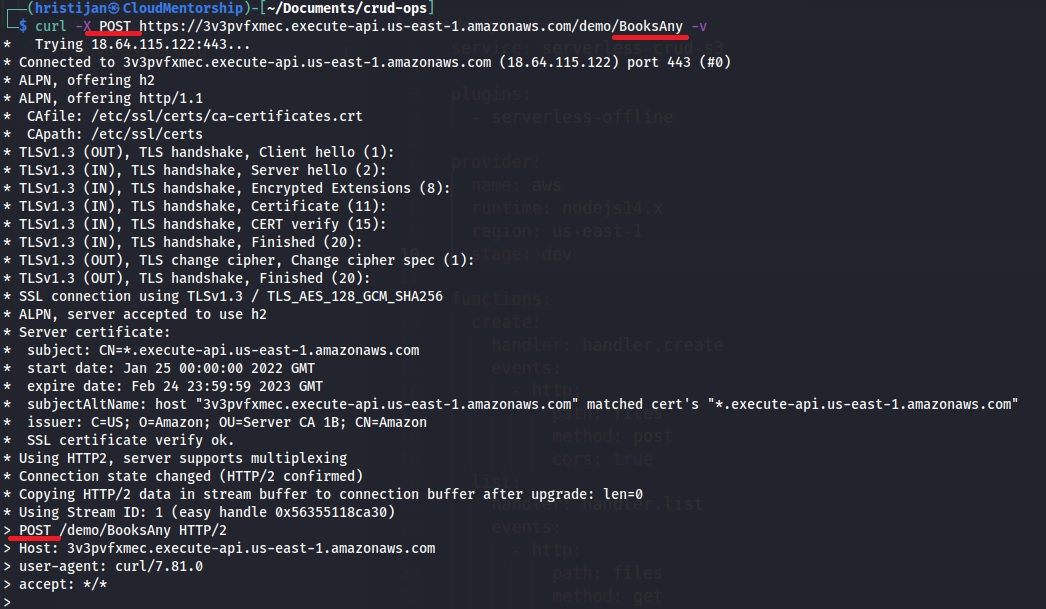 (hristijan㉿CloudMentorship)-[~/Documents/crud-ops]
$ curl -X POST https://3v3pvfxmec.execute-api.us-east-1.amazonaws.com/demo/BooksAny -v
*   Trying 18.64.115.122:443...
* Connected to 3v3pvfxmec.execute-api.us-east-1.amazonaws.com (18.64.115.122) port 443 (#0)
* ALPN, offering h2
* ALPN, offering http/1.1
*  CAfile: /etc/ssl/certs/ca-certificates.crt
*  CApath: /etc/ssl/certs
* TLSv1.3 (OUT), TLS handshake, Client hello (1):
* TLSv1.3 (IN), TLS handshake, Server hello (2):
* TLSv1.3 (IN), TLS handshake, Encrypted Extensions (8):
* TLSv1.3 (IN), TLS handshake, Certificate (11):
* TLSv1.3 (IN), TLS handshake, CERT verify (15):
* TLSv1.3 (IN), TLS handshake, Finished (20):
* TLSv1.3 (OUT), TLS change cipher, Change cipher spec (1):
* TLSv1.3 (OUT), TLS handshake, Finished (20):
* SSL connection using TLSv1.3 / TLS_AES_128_GCM_SHA256
* ALPN, server accepted to use h2
* Server certificate:
*  subject: CN=*.execute-api.us-east-1.amazonaws.com
*  start date: Jan 25 00:00:00 2022 GMT
*  expire date: Feb 24 23:59:59 2023 GMT
*  subjectAltName: host "3v3pvfxmec.execute-api.us-east-1.amazonaws.com" matched cert's "*.execute-api.us-east-1.amazonaws.com"
*  issuer: C=US; O=Amazon; OU=Server CA 1B; CN=Amazon
*  SSL certificate verify ok.
* Using HTTP2, server supports multiplexing
* Connection state changed (HTTP/2 confirmed)
* Copying HTTP/2 data in stream buffer to connection buffer after upgrade: len=0
* Using Stream ID: 1 (easy handle 0x56355118ca30)
> POST /demo/BooksAny HTTP/2
> Host: 3v3pvfxmec.execute-api.us-east-1.amazonaws.com
> user-agent: curl/7.81.0
> accept: */*
>
service: serverless-crud-s3
plugins:
- serverless-offline
provider:
name: aws
runtime: nodejs14.x
region: us-east-1
stage: dev
functions:
create:
handler: handler.create
events:
- http:
path: files
method: post
cors: true
list:
handler: handler.list
events:
- http:
path: files
method: get